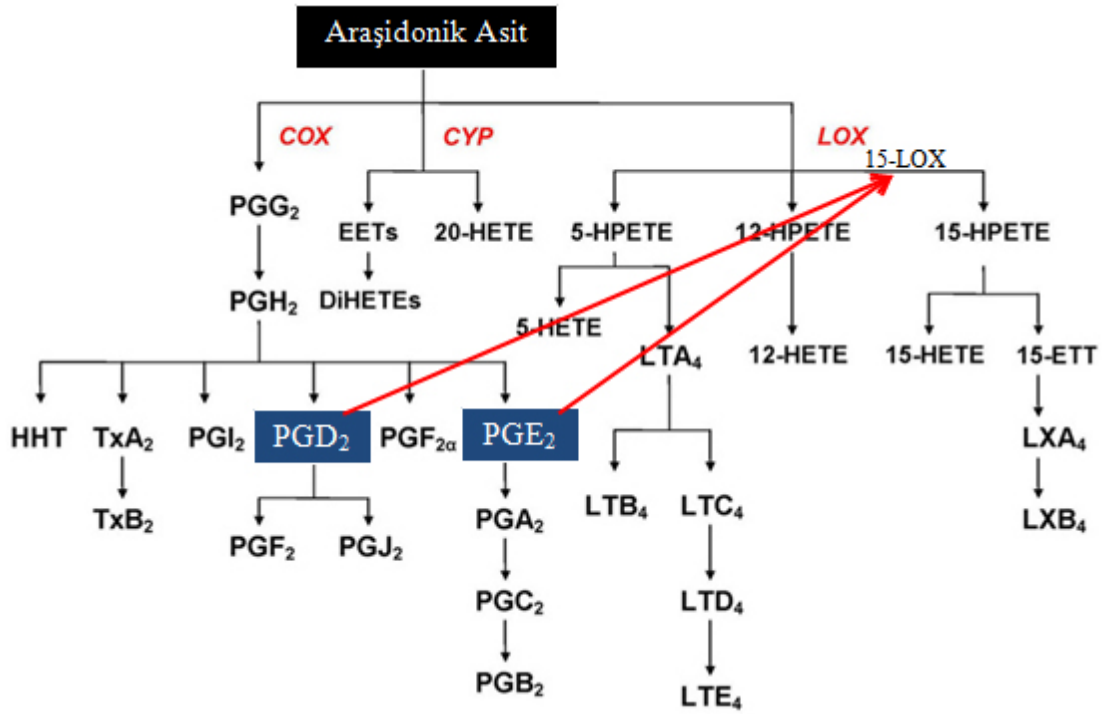 Araşidonik Asit
COX
CYP
LOX
15-LOX
PGG₂
EETs
20-HETE
5-HPETE
12-HPETE
15-HPETE
PGH₂
DiHETEs
5-HETE
LTA₄
12-HETE
15-HETE
15-ETT
HHT
TxA₂
PGI₂
PGD₂
PGF₂α
PGE₂
LXA₄
TxB₂
PGF₂
PGJ₂
PGA₂
LTB₄
LTC₄
LXB₄
PGC₂
LTD₄
PGB₂
LTE₄